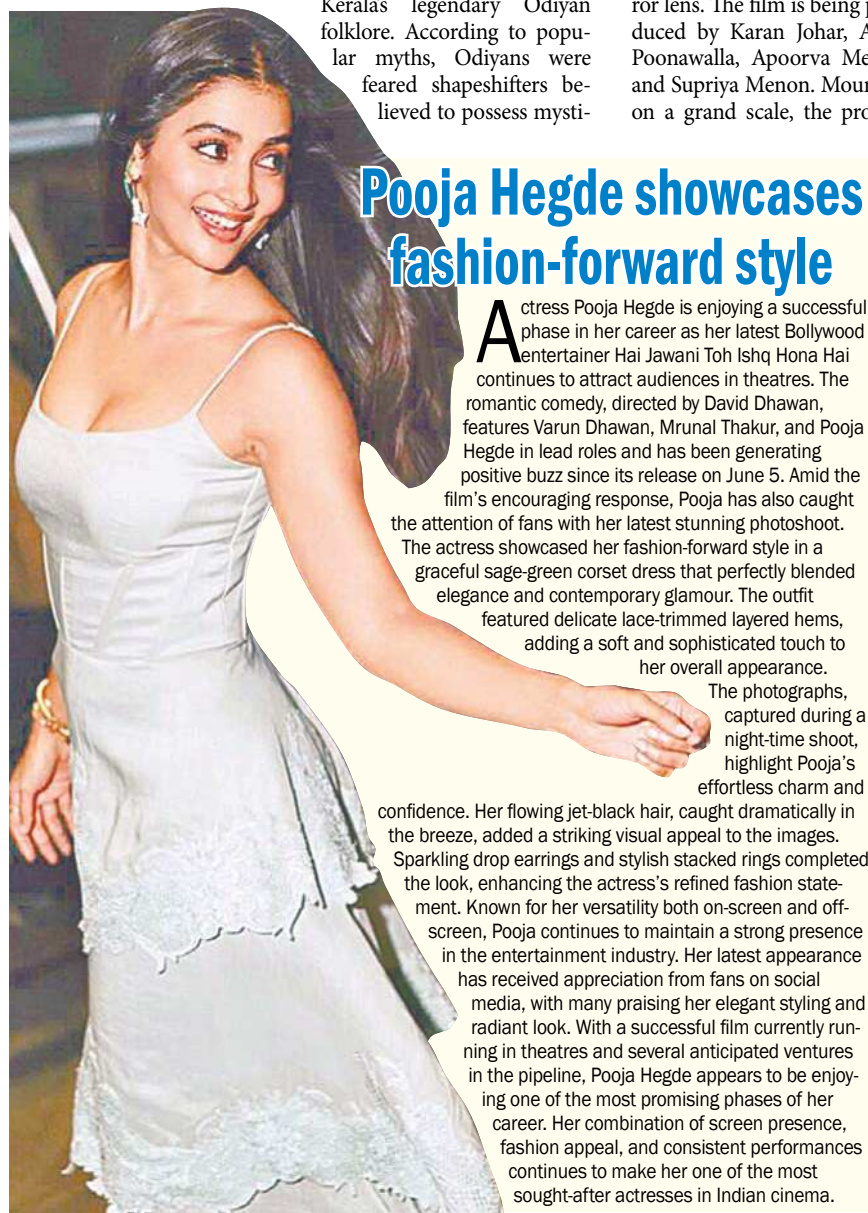 Keralas legendary Odiyan
folklore. According to popu-
lar myths, Odiyans were
feared shapeshifters be-
lieved to possess mysti-
ror lens. The film is being
duced by Karan Johar,
Poonawalla, Apoorva
and Supriya Menon.
on a grand scale, the
Pooja Hegde showcases
fashion-forward style
Actress Pooja Hegde is enjoying a successful
phase in her career as her latest Bollywood
entertainer Hai Jawani Toh Ishq Hona Hai
continues to attract audiences in theatres. The
romantic comedy, directed by David Dhawan,
features Varun Dhawan, Mrunal Thakur, and Pooja
Hegde in lead roles and has been generating
positive buzz since its release on June 5. Amid the
film's encouraging response, Pooja has also caught
the attention of fans with her latest stunning photoshoot.
The actress showcased her fashion-forward style in a
graceful sage-green corset dress that perfectly blended
elegance and contemporary glamour. The outfit
featured delicate lace-trimmed layered hems,
adding a soft and sophisticated touch to
her overall appearance.
The photographs,
captured during a
night-time shoot,
highlight Pooja's
effortless charm and
confidence. Her flowing jet-black hair, caught dramatically in
the breeze, added a striking visual appeal to the images.
Sparkling drop earrings and stylish stacked rings completed
the look, enhancing the actress's refined fashion state-
ment. Known for her versatility both on-screen and off-
screen, Pooja continues to maintain a strong presence
in the entertainment industry. Her latest appearance
has received appreciation from fans on social
media, with many praising her elegant styling and
radiant look. With a successful film currently run-
ning in theatres and several anticipated ventures
in the pipeline, Pooja Hegde appears to be enjoy-
ing one of the most promising phases of her
career. Her combination of screen presence,
fashion appeal, and consistent performances
continues to make her one of the most
sought-after actresses in Indian cinema.